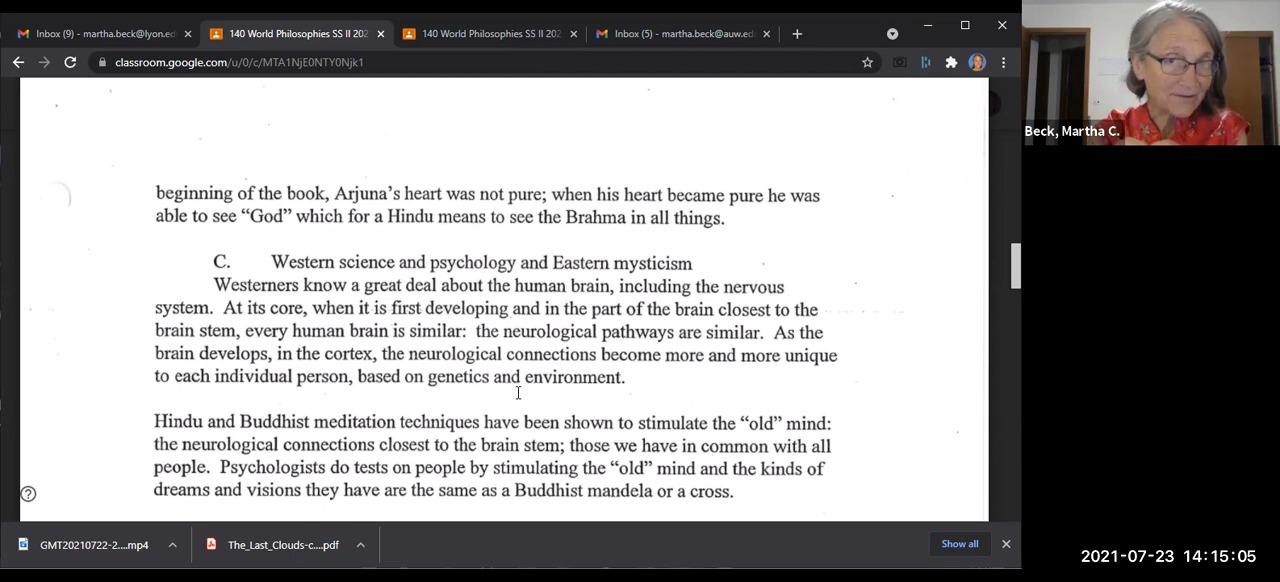 Inbox (9) - martha.beck@lyon.ed
140 World Philosophies SS II 202
140 World Philosophies SS II 202
Inbox (5) - martha.beck@auw.ed
classroom.google.com/u/0/c/MTA1NjE0NTY0Njk1
Beck, Martha C.
beginning of the book, Arjuna's heart was not pure; when his heart became pure he was
able to see "God" which for a Hindu means to see the Brahma in all things.
C. Western science and psychology and Eastern mysticism
Westerners know a great deal about the human brain, including the nervous
system. At its core, when it is first developing and in the part of the brain closest to the
brain stem, every human brain is similar: the neurological pathways are similar. As the
brain develops, in the cortex, the neurological connections become more and more unique
to each individual person, based on genetics and environment.
Hindu and Buddhist meditation techniques have been shown to stimulate the "old" mind:
the neurological connections closest to the brain stem; those we have in common with all
people. Psychologists do tests on people by stimulating the "old" mind and the kinds of
dreams and visions they have are the same as a Buddhist mandela or a cross.
GMT20210722-2....mp4
The_Last_Clouds-c....pdf
Show all
2021-07-23 14:15:05